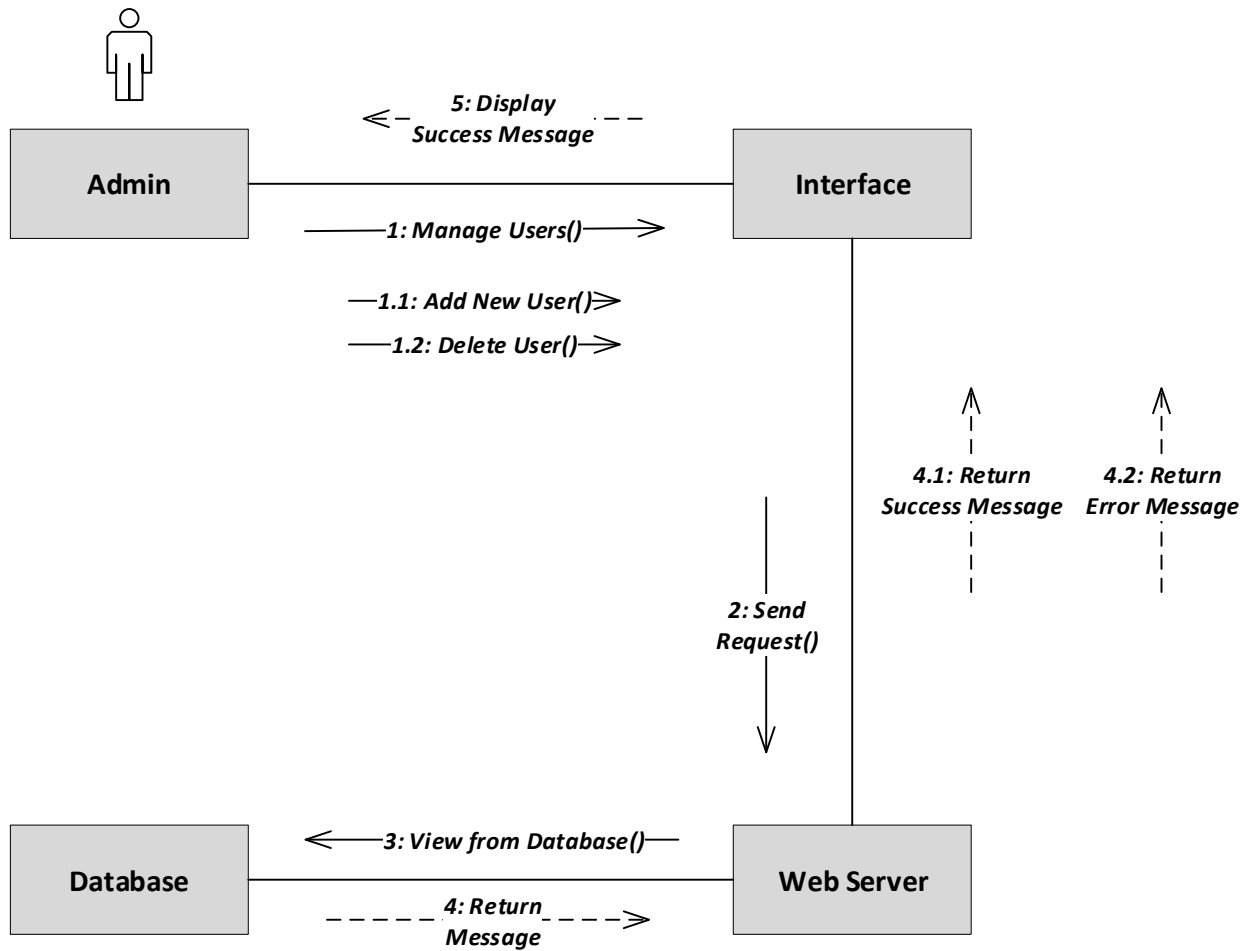 5: Display
Success Message
Admin
Interface
1: Manage Users()
1.1: Add New User()
1.2: Delete User()
4.1: Return
Success Message
4.2: Return
Error Message
2: Send
Request()
3: View from Database()
Database
Web Server
4: Return
Message